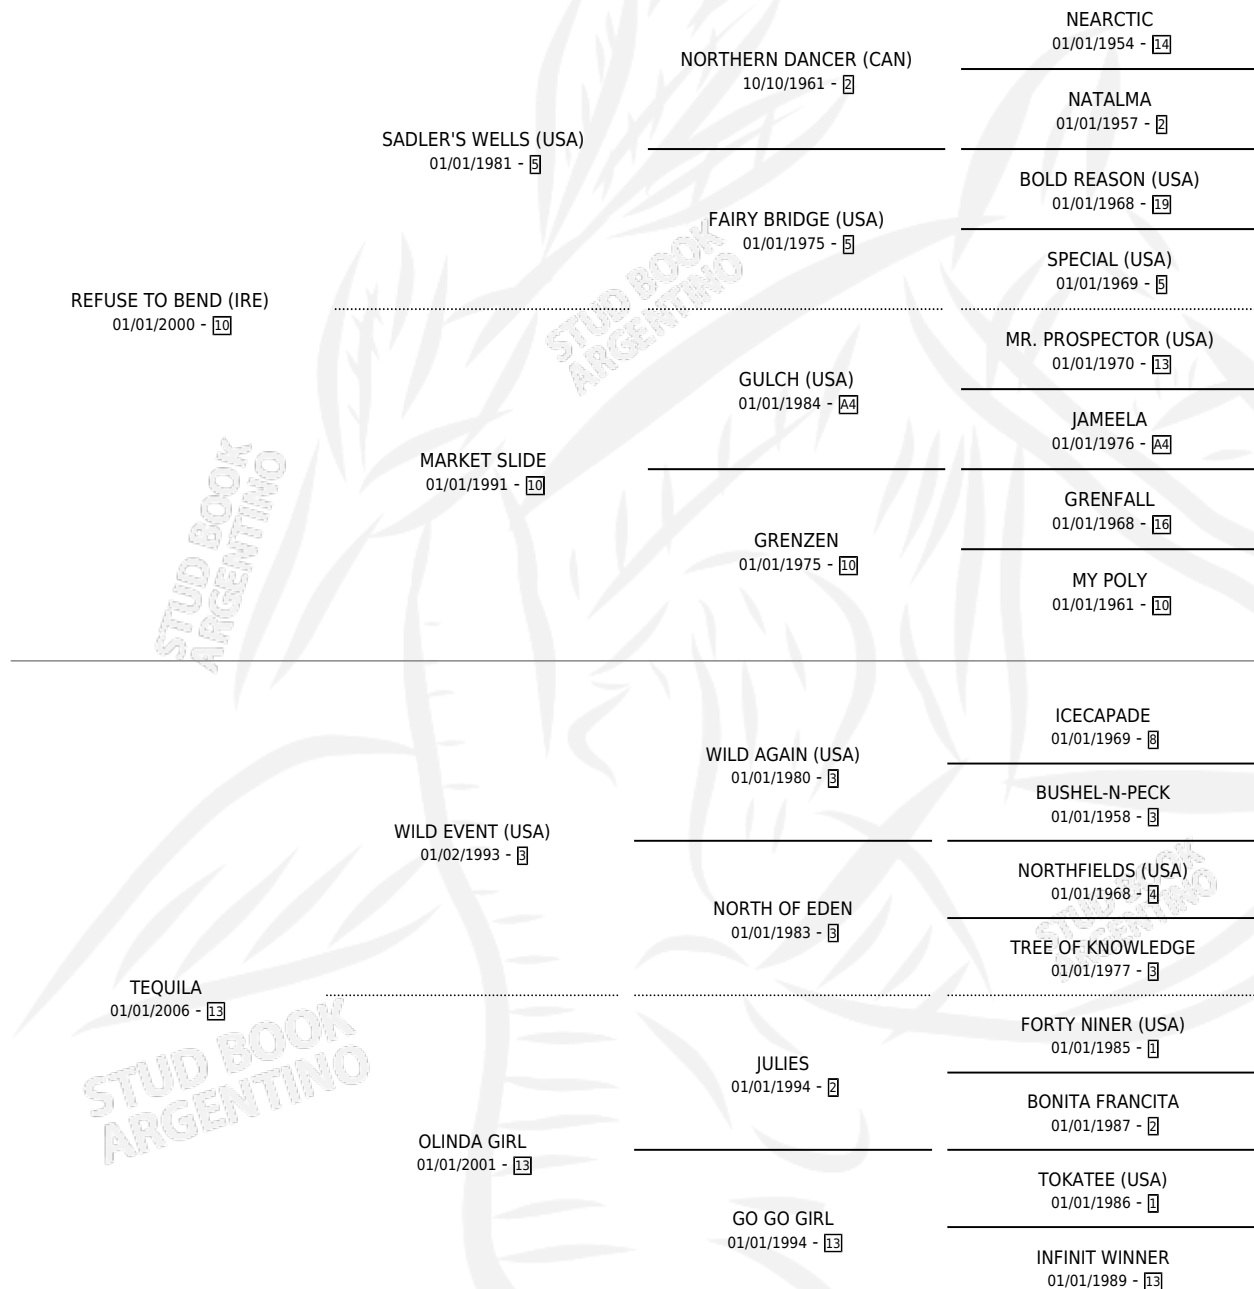 NEARCTIC
01/01/1954 - 14
NORTHERN DANCER (CAN)
10/10/1961 - 2
NATALMA
01/01/1957 - 2
SADLER'S WELLS (USA)
01/01/1981 - 5
BOLD REASON (USA)
01/01/1968 - 19
FAIRY BRIDGE (USA)
01/01/1975 - 5
SPECIAL (USA)
01/01/1969 - 5
STUD BOOK
ARGENTINO
REFUSE TO BEND (IRE)
01/01/2000 - 10
MR. PROSPECTOR (USA)
01/01/1970 - 13
GULCH (USA)
01/01/1984 - A4
JAMEELA
01/01/1976 - A4
MARKET SLIDE
01/01/1991 - 10
GRENFALL
01/01/1968 - 16
GRENZEN
01/01/1975 - 10
MY POLY
01/01/1961 - 10
STUD BOOK
ARGENTINO
ICECAPADE
01/01/1969 - 8
WILD AGAIN (USA)
01/01/1980 - 3
BUSHEL-N-PECK
01/01/1958 - 3
WILD EVENT (USA)
01/02/1993 - 3
NORTHFIELDS (USA)
01/01/1968 - 4
NORTH OF EDEN
01/01/1983 - 3
TREE OF KNOWLEDGE
01/01/1977 - 3
STUD BOOK
ARGENTINO
TEQUILA
01/01/2006 - 13
FORTY NINER (USA)
01/01/1985 - 1
JULIES
01/01/1994 - 2
BONITA FRANCITA
01/01/1987 - 2
STUD BOOK
ARGENTINO
OLINDA GIRL
01/01/2001 - 13
TOKATEE (USA)
01/01/1986 - 1
GO GO GIRL
01/01/1994 - 13
INFINIT WINNER
01/01/1989 - 13